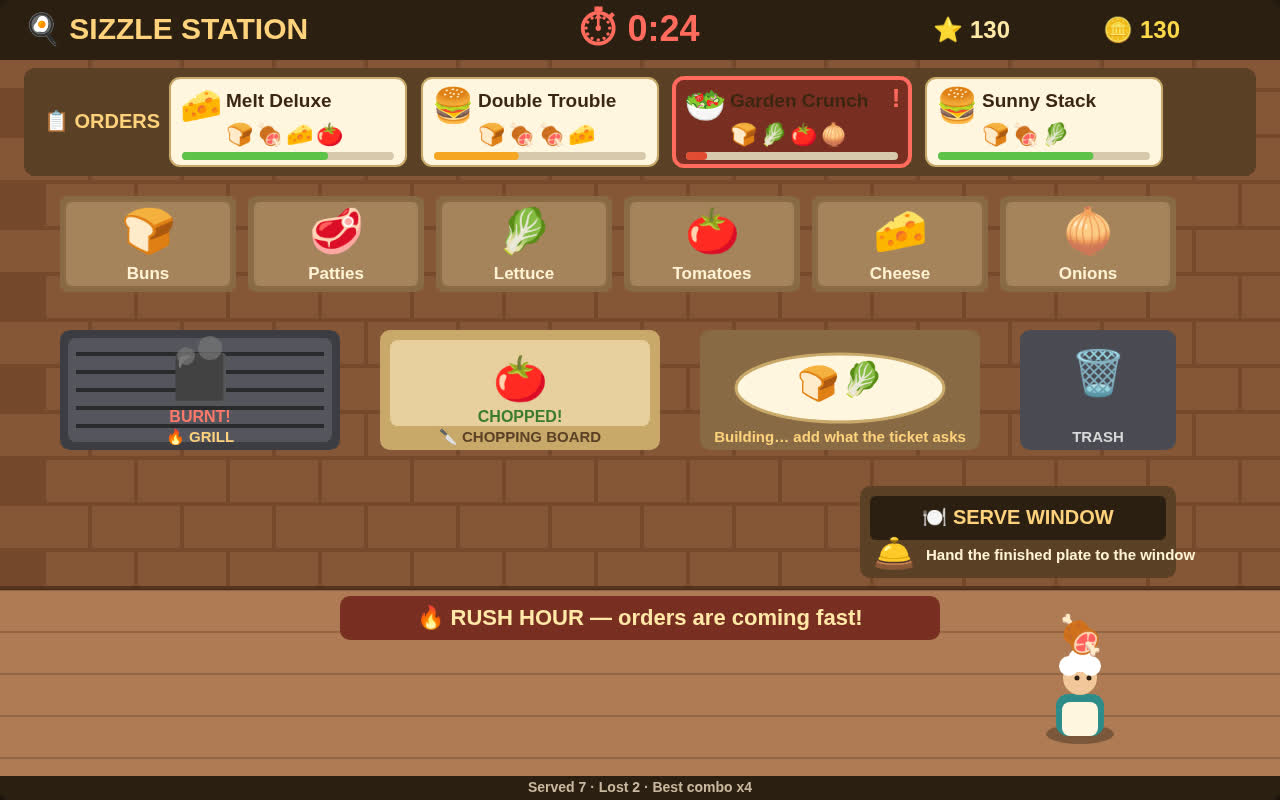 SIZZLE STATION
0:24
130
130
ORDERS
Melt Deluxe
Double Trouble
Garden Crunch !
Sunny Stack
Buns
Patties
Lettuce
Tomatoes
Cheese
Onions
BURNT!
GRILL
CHOPPED!
CHOPPING BOARD
Building… add what the ticket asks
TRASH
SERVE WINDOW
Hand the finished plate to the window
RUSH HOUR — orders are coming fast!
Served 7 · Lost 2 · Best combo x4